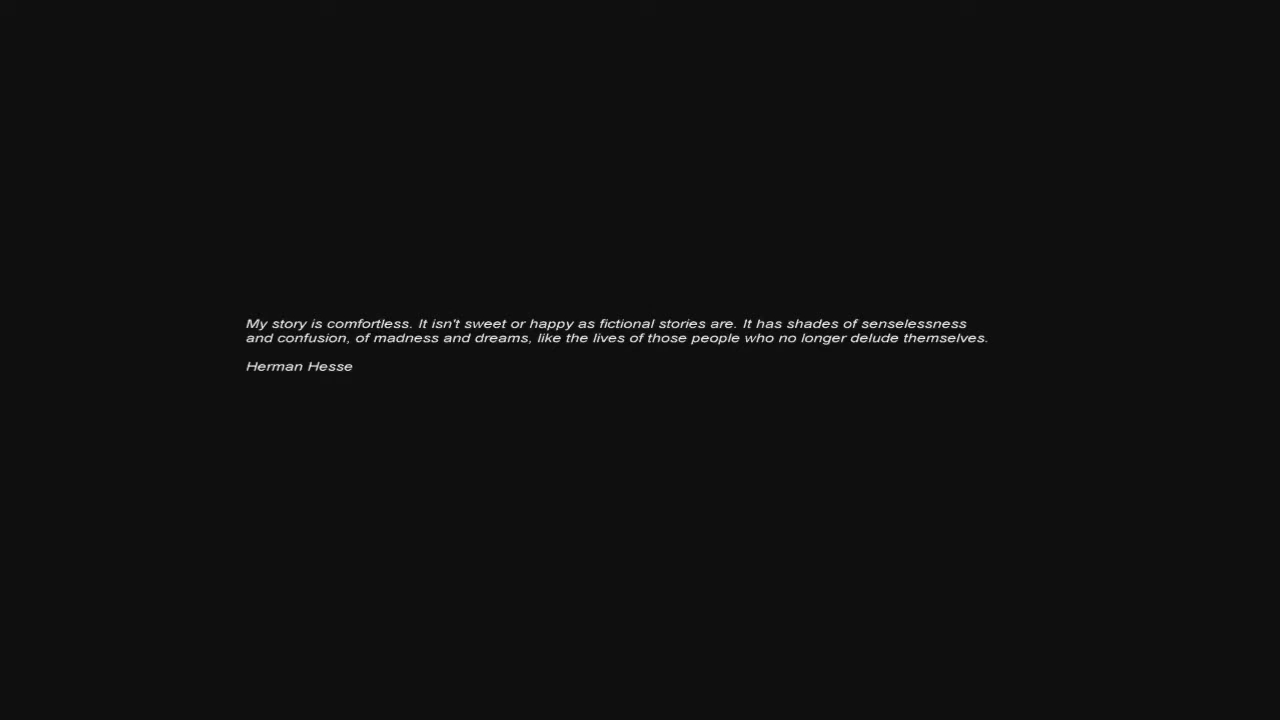 My story is comfortless. It isn't sweet or happy as fictional stories are. It has shades of senselessness
and confusion, of madness and dreams, like the lives of those people who no longer delude themselves.
Herman Hesse